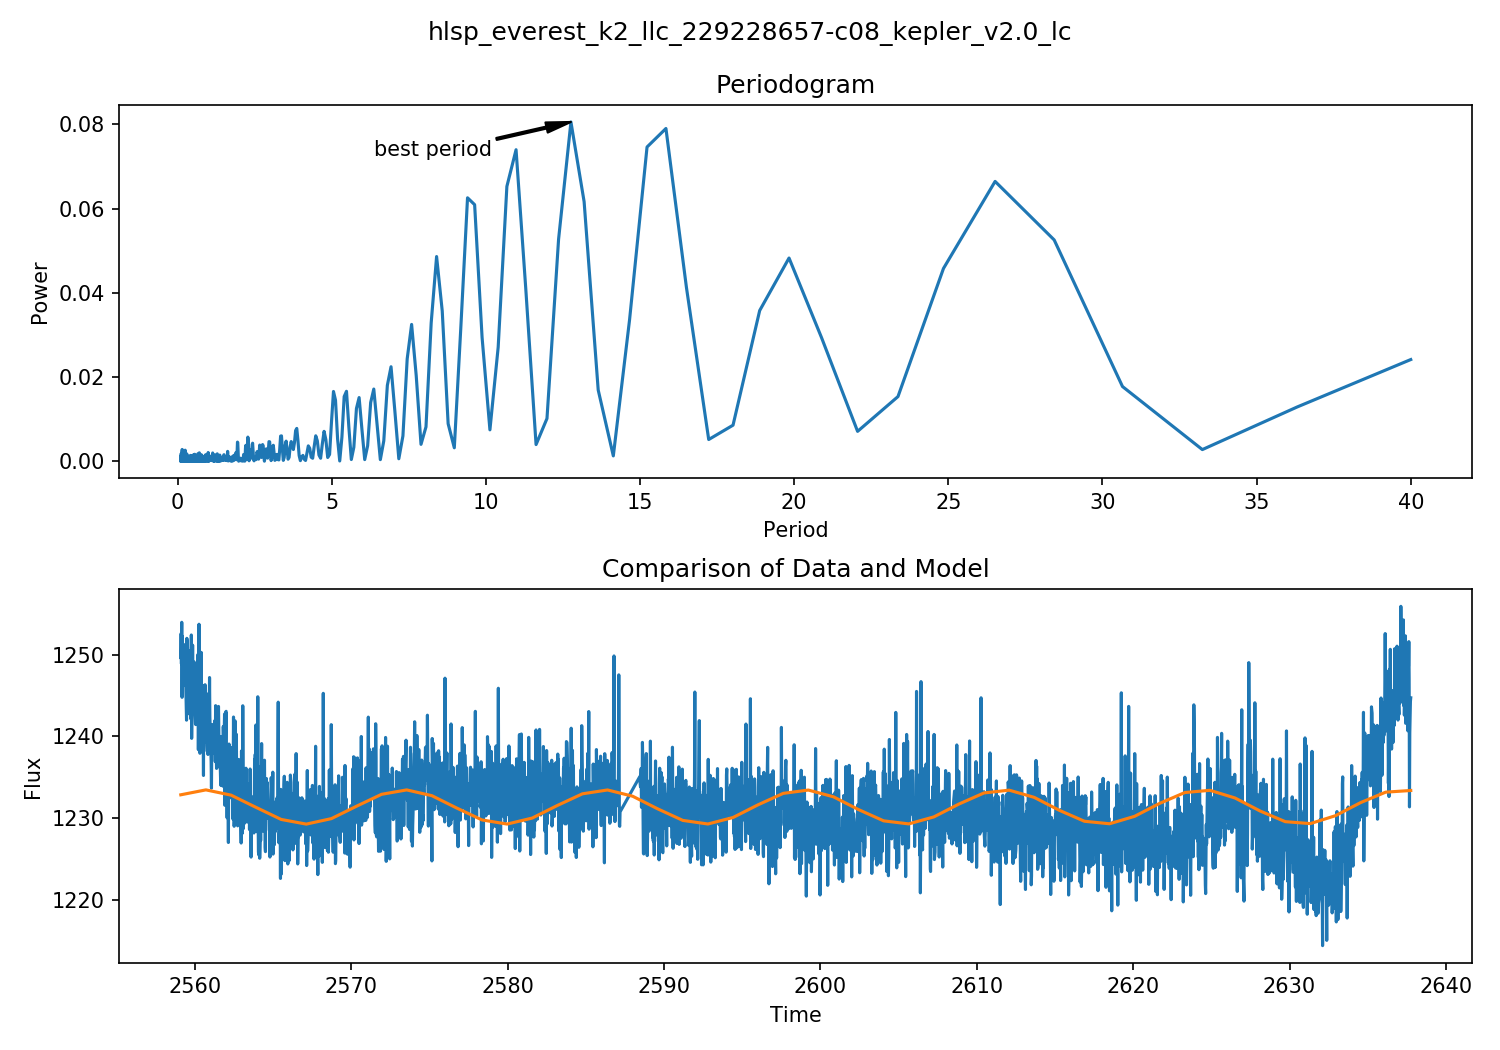 hlsp_everest_k2_llc_229228657-c08_kepler_v2.0_lc
Periodogram
0.08
0.06
0.04
0.02
0.00
Power
best period
0 5 10 15 20 25 30 35 40
Period
Comparison of Data and Model
1250
1240
1230
1220
Flux
2560 2570 2580 2590 2600 2610 2620 2630 2640
Time